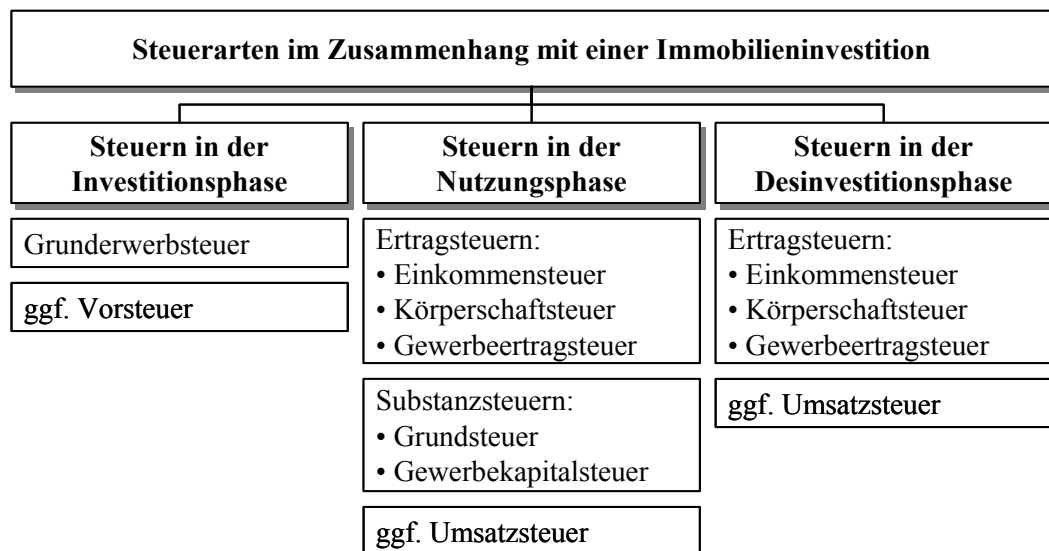 Steuerarten im Zusammenhang mit einer Immobilieninvestition
Steuern in der
Investitionsphase
Grunderwerbsteuer
ggf. Vorsteuer
Steuern in der
Nutzungsphase
Ertragsteuern:
• Einkommensteuer
• Körperschaftsteuer
• Gewerbeertragsteuer
Substanzsteuern:
• Grundsteuer
• Gewerbekapitalsteuer
ggf. Umsatzsteuer
Steuern in der
Desinvestitionsphase
Ertragsteuern:
• Einkommensteuer
• Körperschaftsteuer
• Gewerbeertragsteuer
ggf. Umsatzsteuer